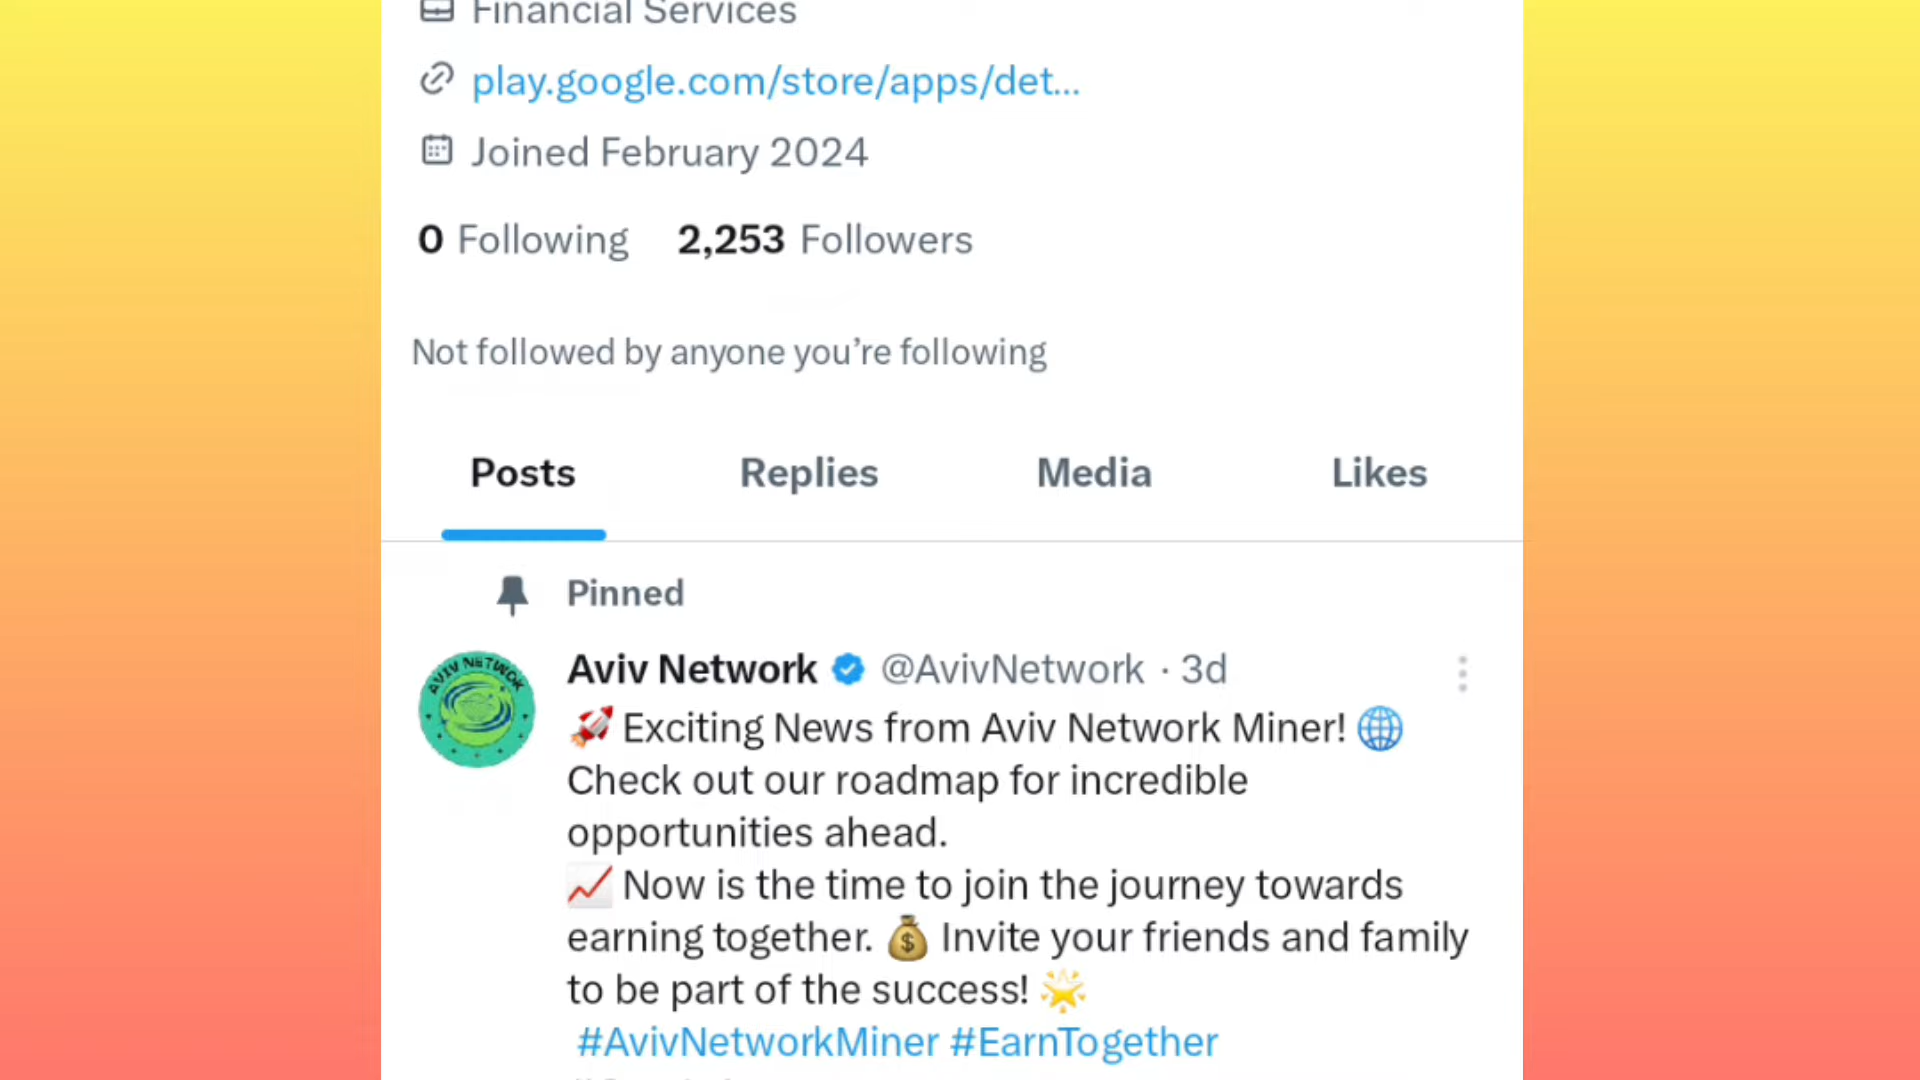 Financial Services
play.google.com/store/apps/det...
Joined February 2024
0 Following 2,253 Followers
Not followed by anyone you’re following
Posts Replies Media Likes
Pinned
Aviv Network @AvivNetwork · 3d
AVIV NETWOK
🚀 Exciting News from Aviv Network Miner! 🌐
Check out our roadmap for incredible
opportunities ahead.
📈 Now is the time to join the journey towards
earning together. 💰 Invite your friends and family
to be part of the success! 🌟
#AvivNetworkMiner #EarnTogether